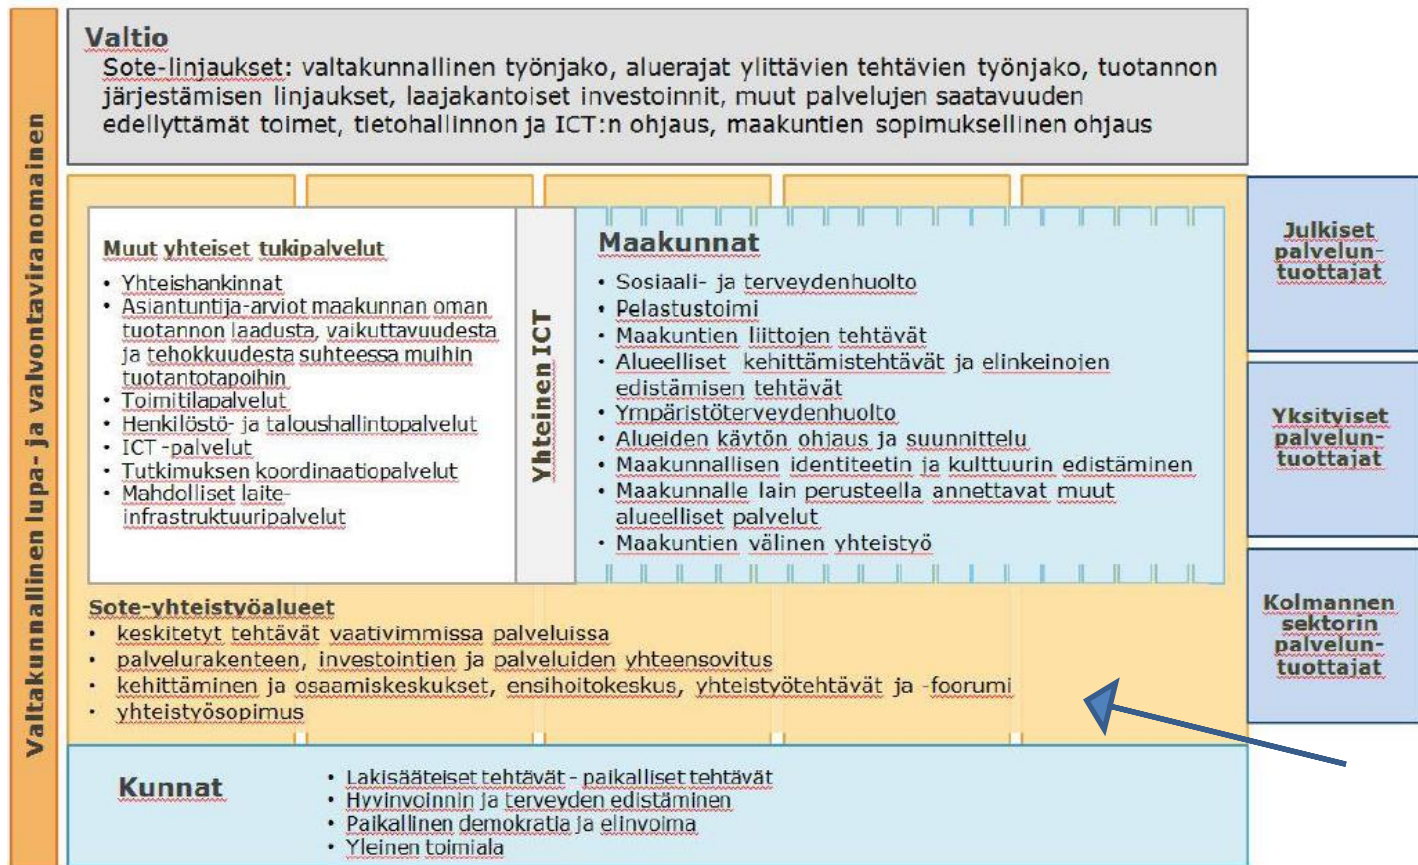 Valtakunnallinen lupa- ja valvontaviranomainen
Valtio
Sote-linjaukset: valtakunnallinen työnjako, aluerajat ylittävien tehtävien työnjako, tuotannon
järjestämisen linjaukset, laajakantoiset investoinnit, muut palvelujen saatavuuden
edellyttämät toimet, tietohallinnon ja ICT:n ohjaus, maakuntien sopimuksellinen ohjaus
Muut yhteiset tukipalvelut
• Yhteishankinnat
• Asiantuntija-arviot maakunnan oman
tuotannon laadusta, vaikuttavuudesta
ja tehokkuudesta suhteessa muihin
tuotantotapoihin
• Toimitilapalvelut
• Henkilöstö- ja taloushallintopalvelut
• ICT -palvelut
• Tutkimuksen koordinaatiopalvelut
• Mahdolliset laite-
infrastruktuuripalvelut
Yhteinen ICT
Maakunnat
• Sosiaali- ja terveydenhuolto
• Pelastustoimi
• Maakuntien liittojen tehtävät
• Alueelliset kehittämistehtävät ja elinkeinojen
edistämisen tehtävät
• Ympäristöterveydenhuolto
• Alueiden käytön ohjaus ja suunnittelu
• Maakunnallisen identiteetin ja kulttuurin edistäminen
• Maakunnalle lain perusteella annettavat muut
alueelliset palvelut
• Maakuntien välinen yhteistyö
Julkiset
palvelun-
tuottajat
Yksityiset
palvelun-
tuottajat
Kolmannen
sektorin
palvelun-
tuottajat
Sote-yhteistyöalueet
• keskitetyt tehtävät vaativimmissa palveluissa
• palvelurakenteen, investointien ja palveluiden yhteensovitus
• kehittäminen ja osaamiskeskukset, ensihoitokeskus, yhteistyötehtävät ja -foorumi
• yhteistyösopimus
Kunnat
• Lakisääteiset tehtävät - paikalliset tehtävät
• Hyvinvoinnin ja terveyden edistäminen
• Paikallinen demokratia ja elinvoima
• Yleinen toimiala